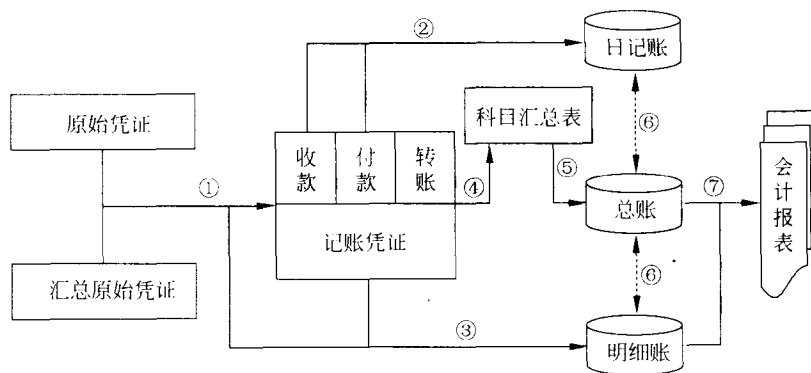 ②
日记账
原始凭证
科目汇总表
⑥
收款
付款
转账
①
④
⑤
⑦
总账
会计报表
记账凭证
汇总原始凭证
⑥
③
明细账